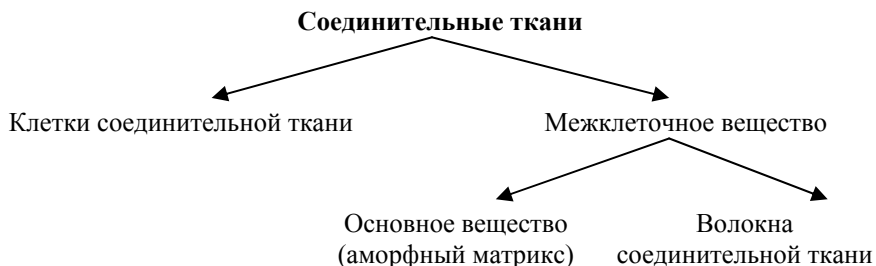 Соединительные ткани
Клетки соединительной ткани
Межклеточное вещество
Основное вещество
(аморфный матрикс)
Волокна
соединительной ткани